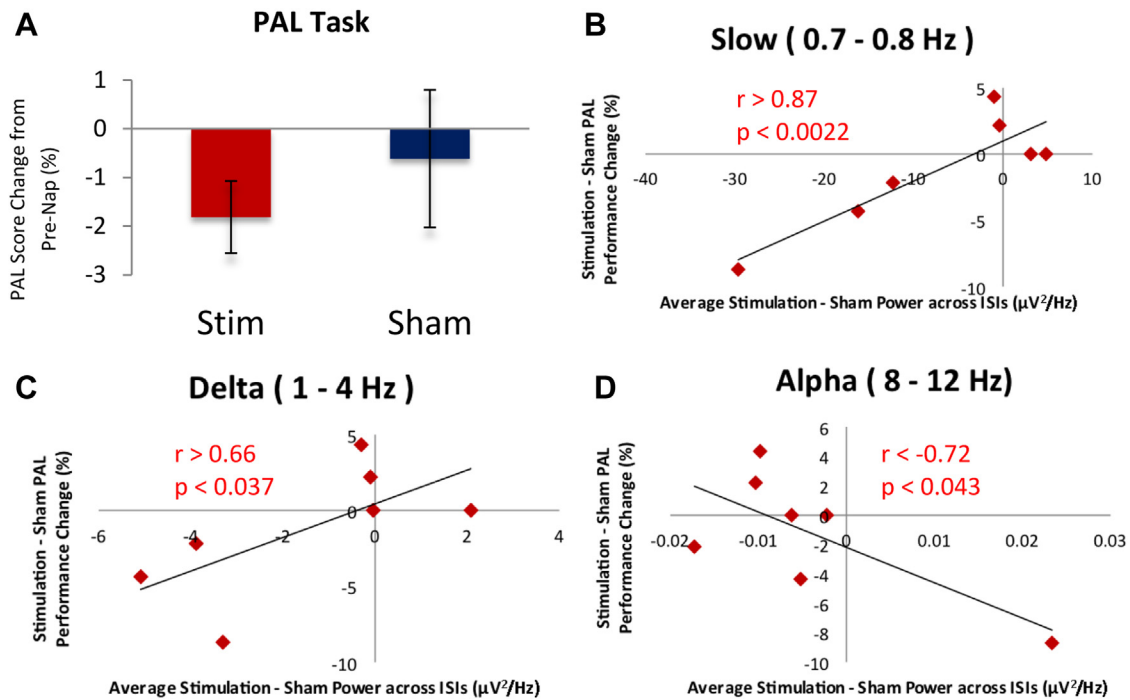 A
PAL Task
PAL Score Change from
Pre-Nap (%)
1
0
-1
-2
-3
Stim
Sham
B
Slow ( 0.7 - 0.8 Hz )
r > 0.87
p < 0.0022
Stimulation - Sham PAL
Performance Change (%)
5
0
-5
-10
-40
-30
-20
-10
0
10
Average Stimulation - Sham Power across ISIs (µV²/Hz)
C
Delta ( 1 - 4 Hz )
r > 0.66
p < 0.037
Stimulation - Sham PAL
Performance Change (%)
5
0
-5
-10
-6
-4
-2
0
2
4
Average Stimulation - Sham Power across ISIs (µV²/Hz)
D
Alpha ( 8 - 12 Hz)
r < -0.72
p < 0.043
Stimulation - Sham PAL
Performance Change (%)
6
4
2
0
-2
-4
-6
-8
-10
-0.02
-0.01
0
0.01
0.02
0.03
Average Stimulation - Sham Power across ISIs (µV²/Hz)